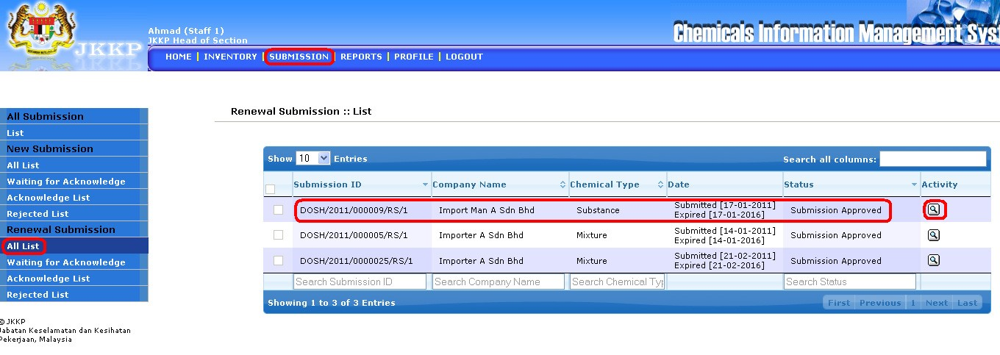 JKKP
Ahmad (Staff 1)
JKKP Head of Section
Chemicals Information Management Sys
HOME | INVENTORY | SUBMISSION | REPORTS | PROFILE | LOGOUT
All Submission
List
New Submission
All List
Waiting for Acknowledge
Acknowledge List
Rejected List
Renewal Submission
All List
Waiting for Acknowledge
Acknowledge List
Rejected List
©JKKP
Jabatan Keselamatan dan Kesihatan
Pekerjaan, Malaysia
Renewal Submission :: List
Show 10 Entries Search all columns:
Submission ID Company Name Chemical Type Date Status Activity
DOSH/2011/000009/RS/1 Import Man A Sdn Bhd Substance Submitted [17-01-2011] Submission Approved
Expired [17-01-2016]
DOSH/2011/000005/RS/1 Importer A Sdn Bhd Mixture Submitted [14-01-2011] Submission Approved
Expired [14-01-2016]
DOSH/2011/0000025/RS/1 Importer A Sdn Bhd Mixture Submitted [21-02-2011] Submission Approved
Expired [21-02-2016]
Search Submission ID Search Company Name Search Chemical Typ Search Status
Showing 1 to 3 of 3 Entries First Previous 1 Next Last